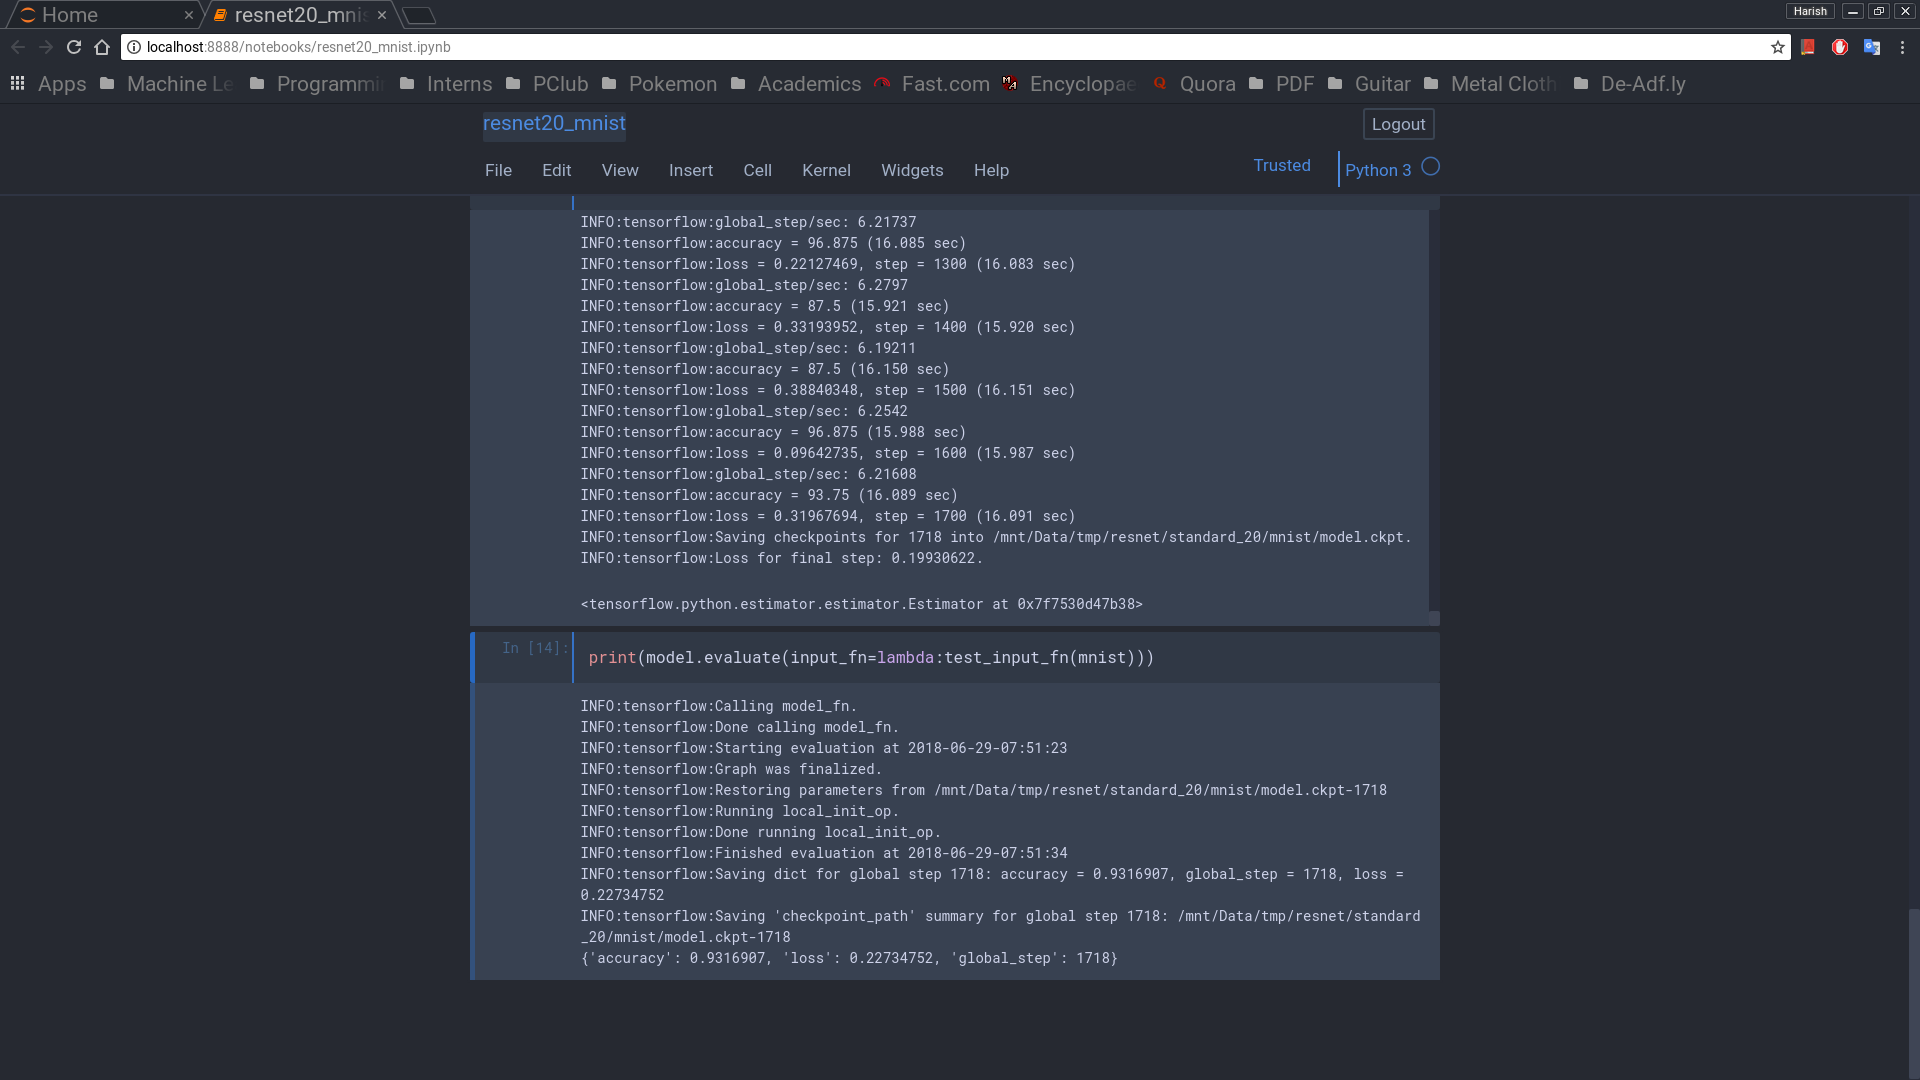 Home
resnet20_mnis
Harish
localhost:8888/notebooks/resnet20_mnist.ipynb
Apps Machine Le Programmi Interns PClub Pokemon Academics Fast.com Encyclopae Quora PDF Guitar Metal Cloth De-Adf.ly
resnet20_mnist
Logout
File Edit View Insert Cell Kernel Widgets Help
Trusted
Python 3
INFO:tensorflow:global_step/sec: 6.21737
INFO:tensorflow:accuracy = 96.875 (16.085 sec)
INFO:tensorflow:loss = 0.22127469, step = 1300 (16.083 sec)
INFO:tensorflow:global_step/sec: 6.2797
INFO:tensorflow:accuracy = 87.5 (15.921 sec)
INFO:tensorflow:loss = 0.33193952, step = 1400 (15.920 sec)
INFO:tensorflow:global_step/sec: 6.19211
INFO:tensorflow:accuracy = 87.5 (16.150 sec)
INFO:tensorflow:loss = 0.38840348, step = 1500 (16.151 sec)
INFO:tensorflow:global_step/sec: 6.2542
INFO:tensorflow:accuracy = 96.875 (15.988 sec)
INFO:tensorflow:loss = 0.09642735, step = 1600 (15.987 sec)
INFO:tensorflow:global_step/sec: 6.21608
INFO:tensorflow:accuracy = 93.75 (16.089 sec)
INFO:tensorflow:loss = 0.31967694, step = 1700 (16.091 sec)
INFO:tensorflow:Saving checkpoints for 1718 into /mnt/Data/tmp/resnet/standard_20/mnist/model.ckpt.
INFO:tensorflow:Loss for final step: 0.19930622.
<tensorflow.python.estimator.estimator.Estimator at 0x7f7530d47b38>
In [14]:
print(model.evaluate(input_fn=lambda:test_input_fn(mnist)))
INFO:tensorflow:Calling model_fn.
INFO:tensorflow:Done calling model_fn.
INFO:tensorflow:Starting evaluation at 2018-06-29-07:51:23
INFO:tensorflow:Graph was finalized.
INFO:tensorflow:Restoring parameters from /mnt/Data/tmp/resnet/standard_20/mnist/model.ckpt-1718
INFO:tensorflow:Running local_init_op.
INFO:tensorflow:Done running local_init_op.
INFO:tensorflow:Finished evaluation at 2018-06-29-07:51:34
INFO:tensorflow:Saving dict for global step 1718: accuracy = 0.9316907, global_step = 1718, loss =
0.22734752
INFO:tensorflow:Saving 'checkpoint_path' summary for global step 1718: /mnt/Data/tmp/resnet/standard
_20/mnist/model.ckpt-1718
{'accuracy': 0.9316907, 'loss': 0.22734752, 'global_step': 1718}